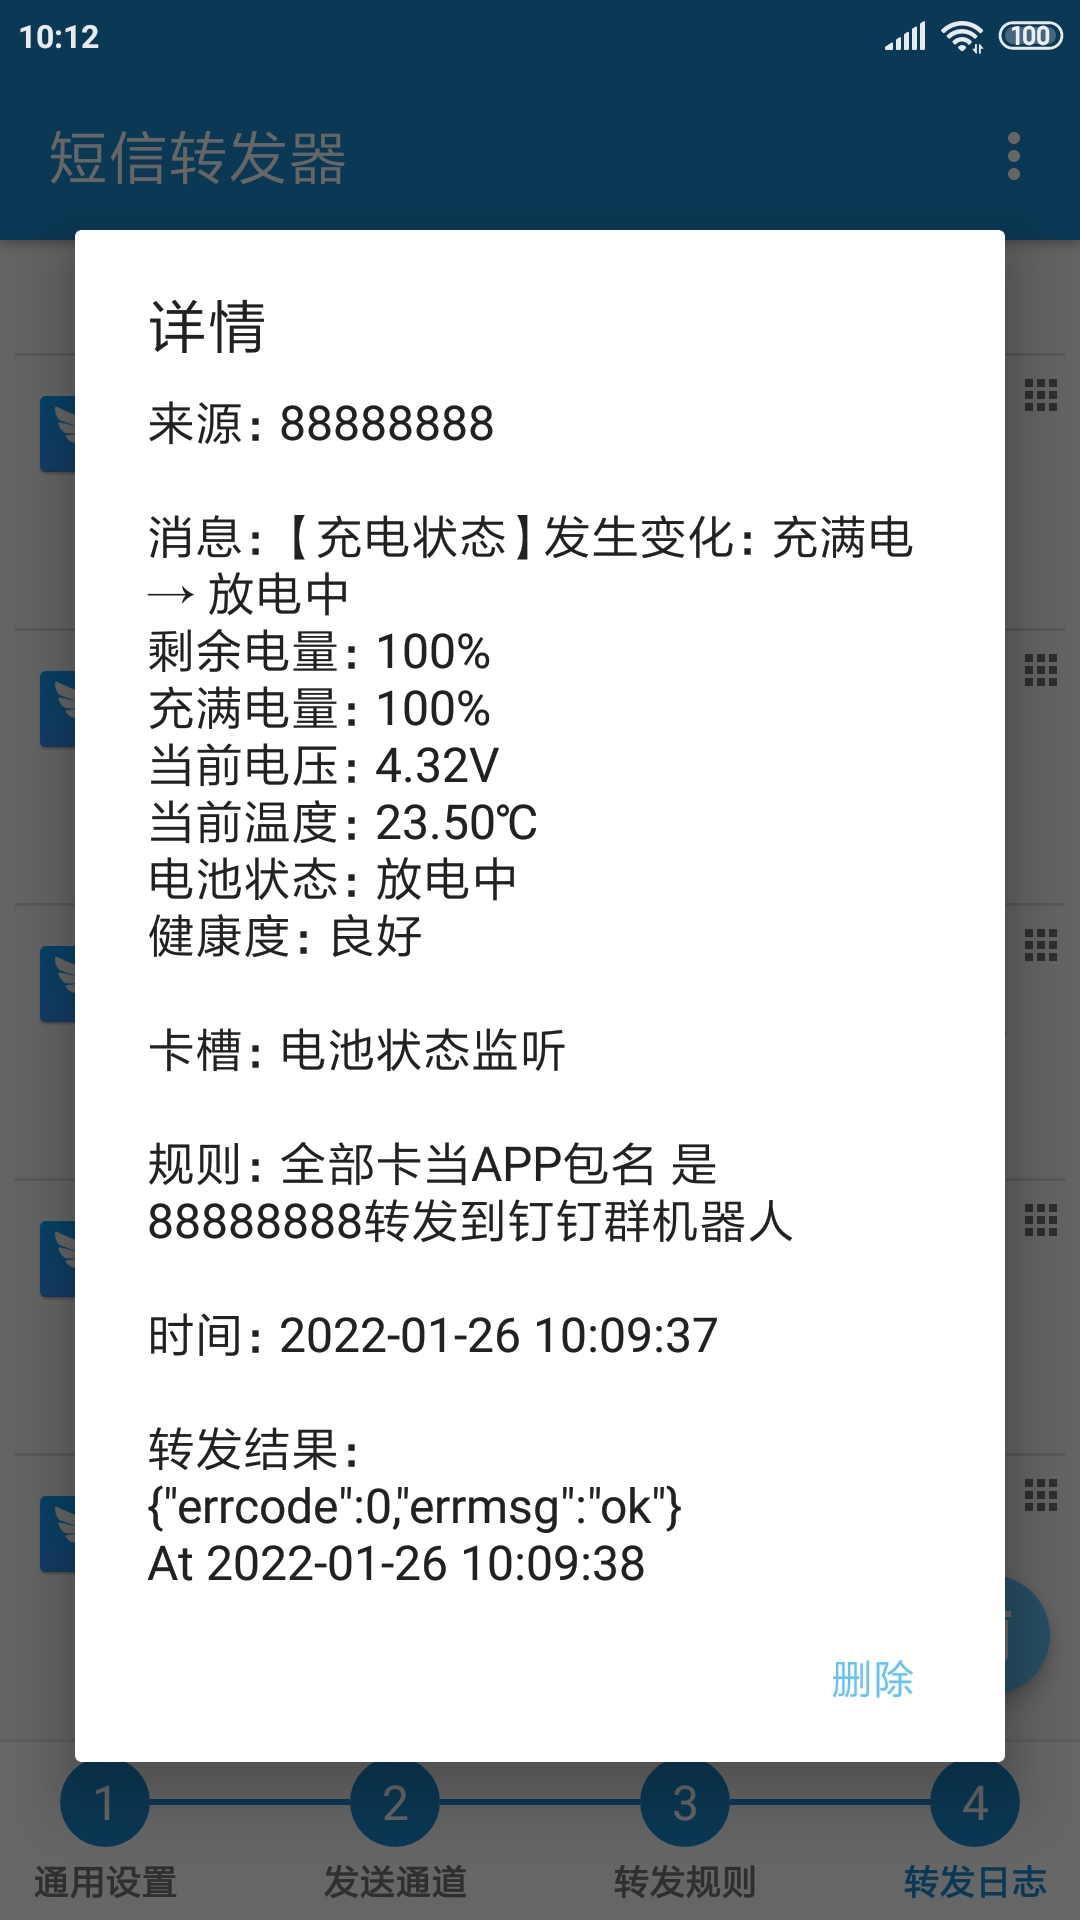 10:12
100
短信转发器
详情
来源：88888888
消息：【充电状态】发生变化：充满电
→ 放电中
剩余电量：100%
充满电量：100%
当前电压：4.32V
当前温度：23.50℃
电池状态：放电中
健康度：良好
卡槽：电池状态监听
规则：全部卡当APP包名 是
88888888转发到钉钉群机器人
时间：2022-01-26 10:09:37
转发结果：
{"errcode":0,"errmsg":"ok"}
At 2022-01-26 10:09:38
删除
1 2 3 4
通用设置 发送通道 转发规则 转发日志